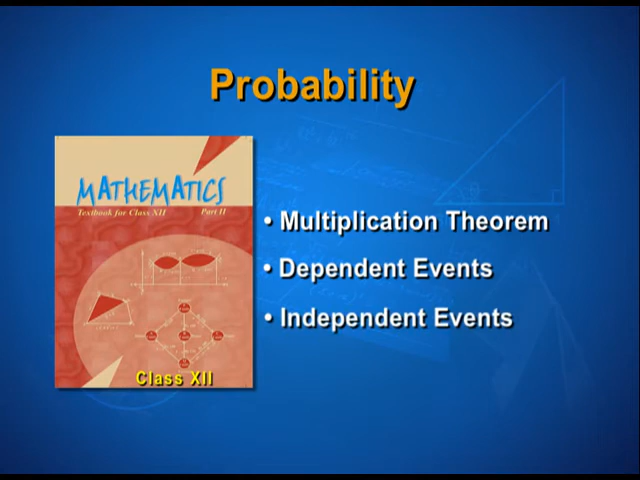 Probability
MATHEMATICS
Textbook for Class XII Part II
Class XII
• Multiplication Theorem
• Dependent Events
• Independent Events